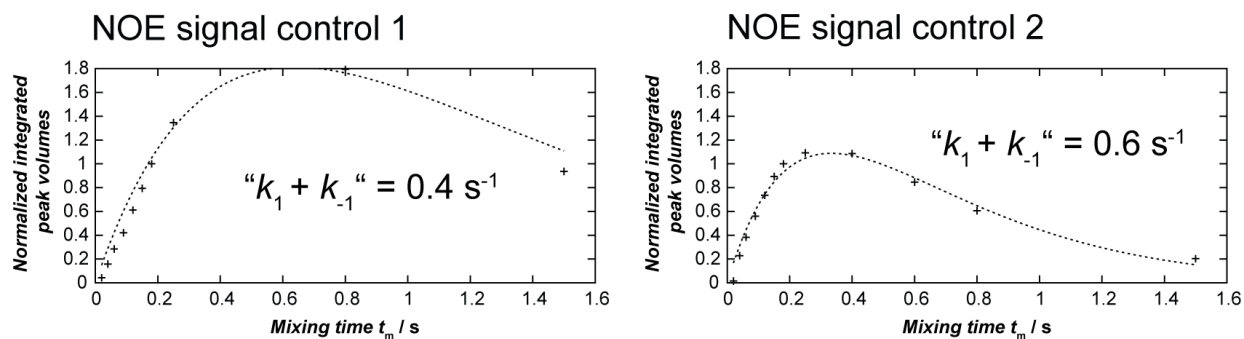 NOE signal control 1
Normalized integrated
peak volumes
1.8
1.6
1.4
1.2
1
0.8
0.6
0.4
0.2
0
“k₁ + k₋₁“ = 0.4 s⁻¹
0 0.2 0.4 0.6 0.8 1 1.2 1.4 1.6
Mixing time tₘ / s
NOE signal control 2
Normalized integrated
peak volumes
1.8
1.6
1.4
1.2
1
0.8
0.6
0.4
0.2
0
“k₁ + k₋₁“ = 0.6 s⁻¹
0 0.2 0.4 0.6 0.8 1 1.2 1.4 1.6
Mixing time tₘ / s